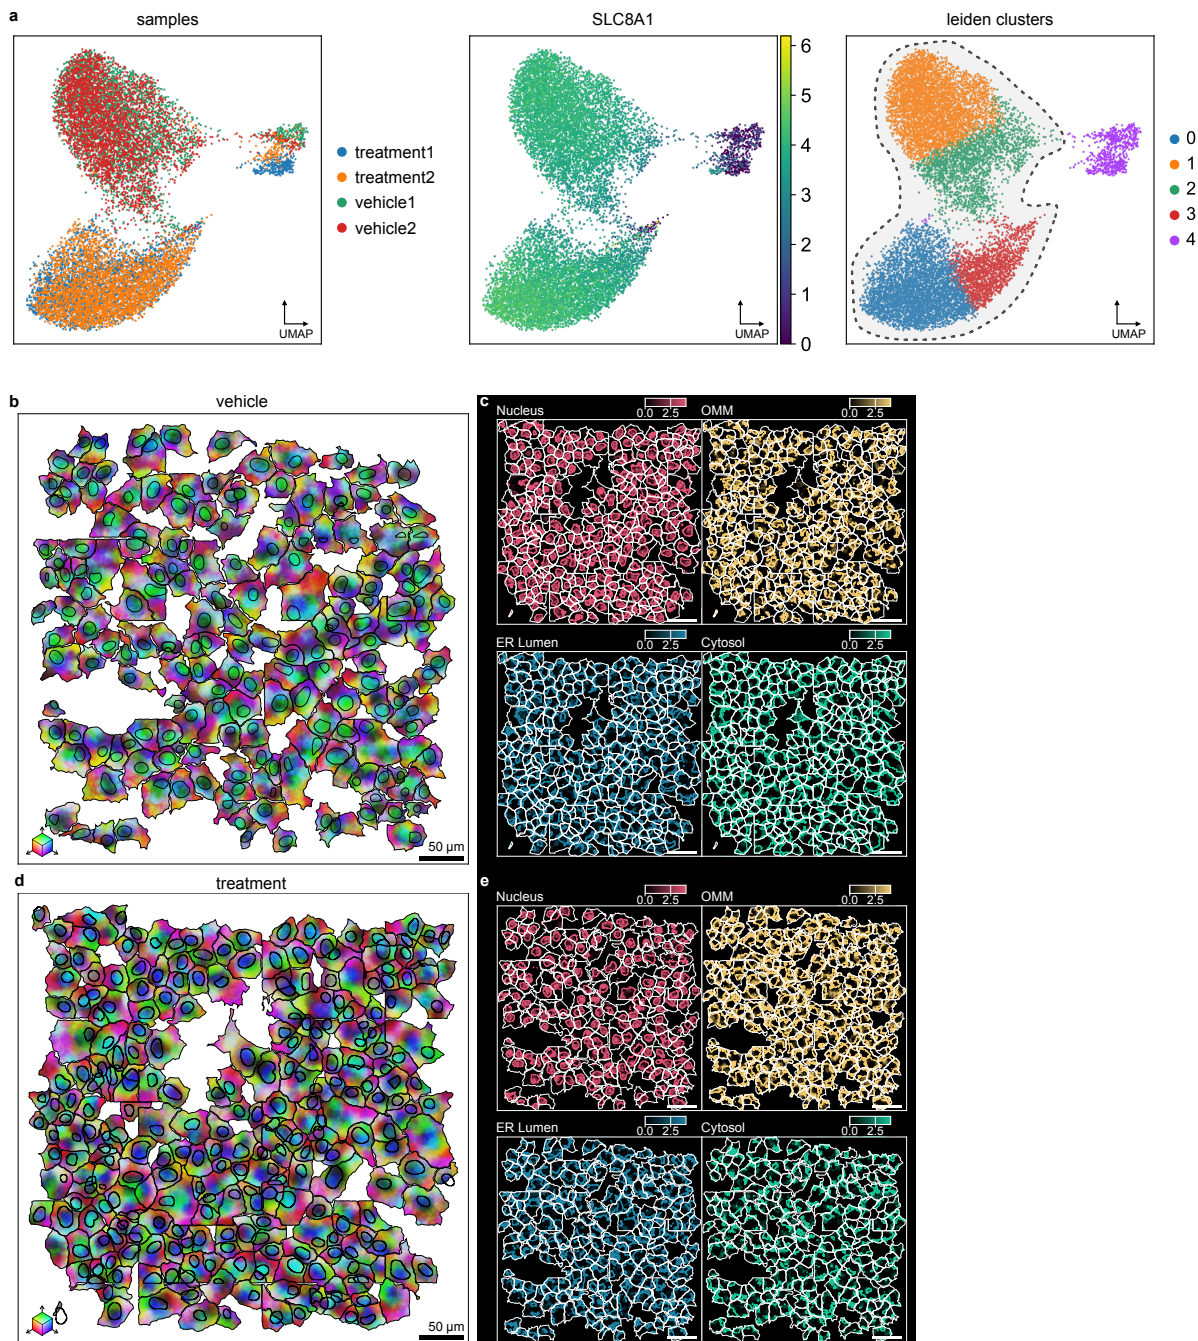 a
samples
SLC8A1
leiden clusters
treatment1
treatment2
vehicle1
vehicle2
UMAP
6
5
4
3
2
1
0
UMAP
0
1
2
3
4
UMAP
b
vehicle
50 µm
c
Nucleus
0.0 2.5
OMM
0.0 2.5
ER Lumen
0.0 2.5
Cytosol
0.0 2.5
d
treatment
50 µm
e
Nucleus
0.0 2.5
OMM
0.0 2.5
ER Lumen
0.0 2.5
Cytosol
0.0 2.5